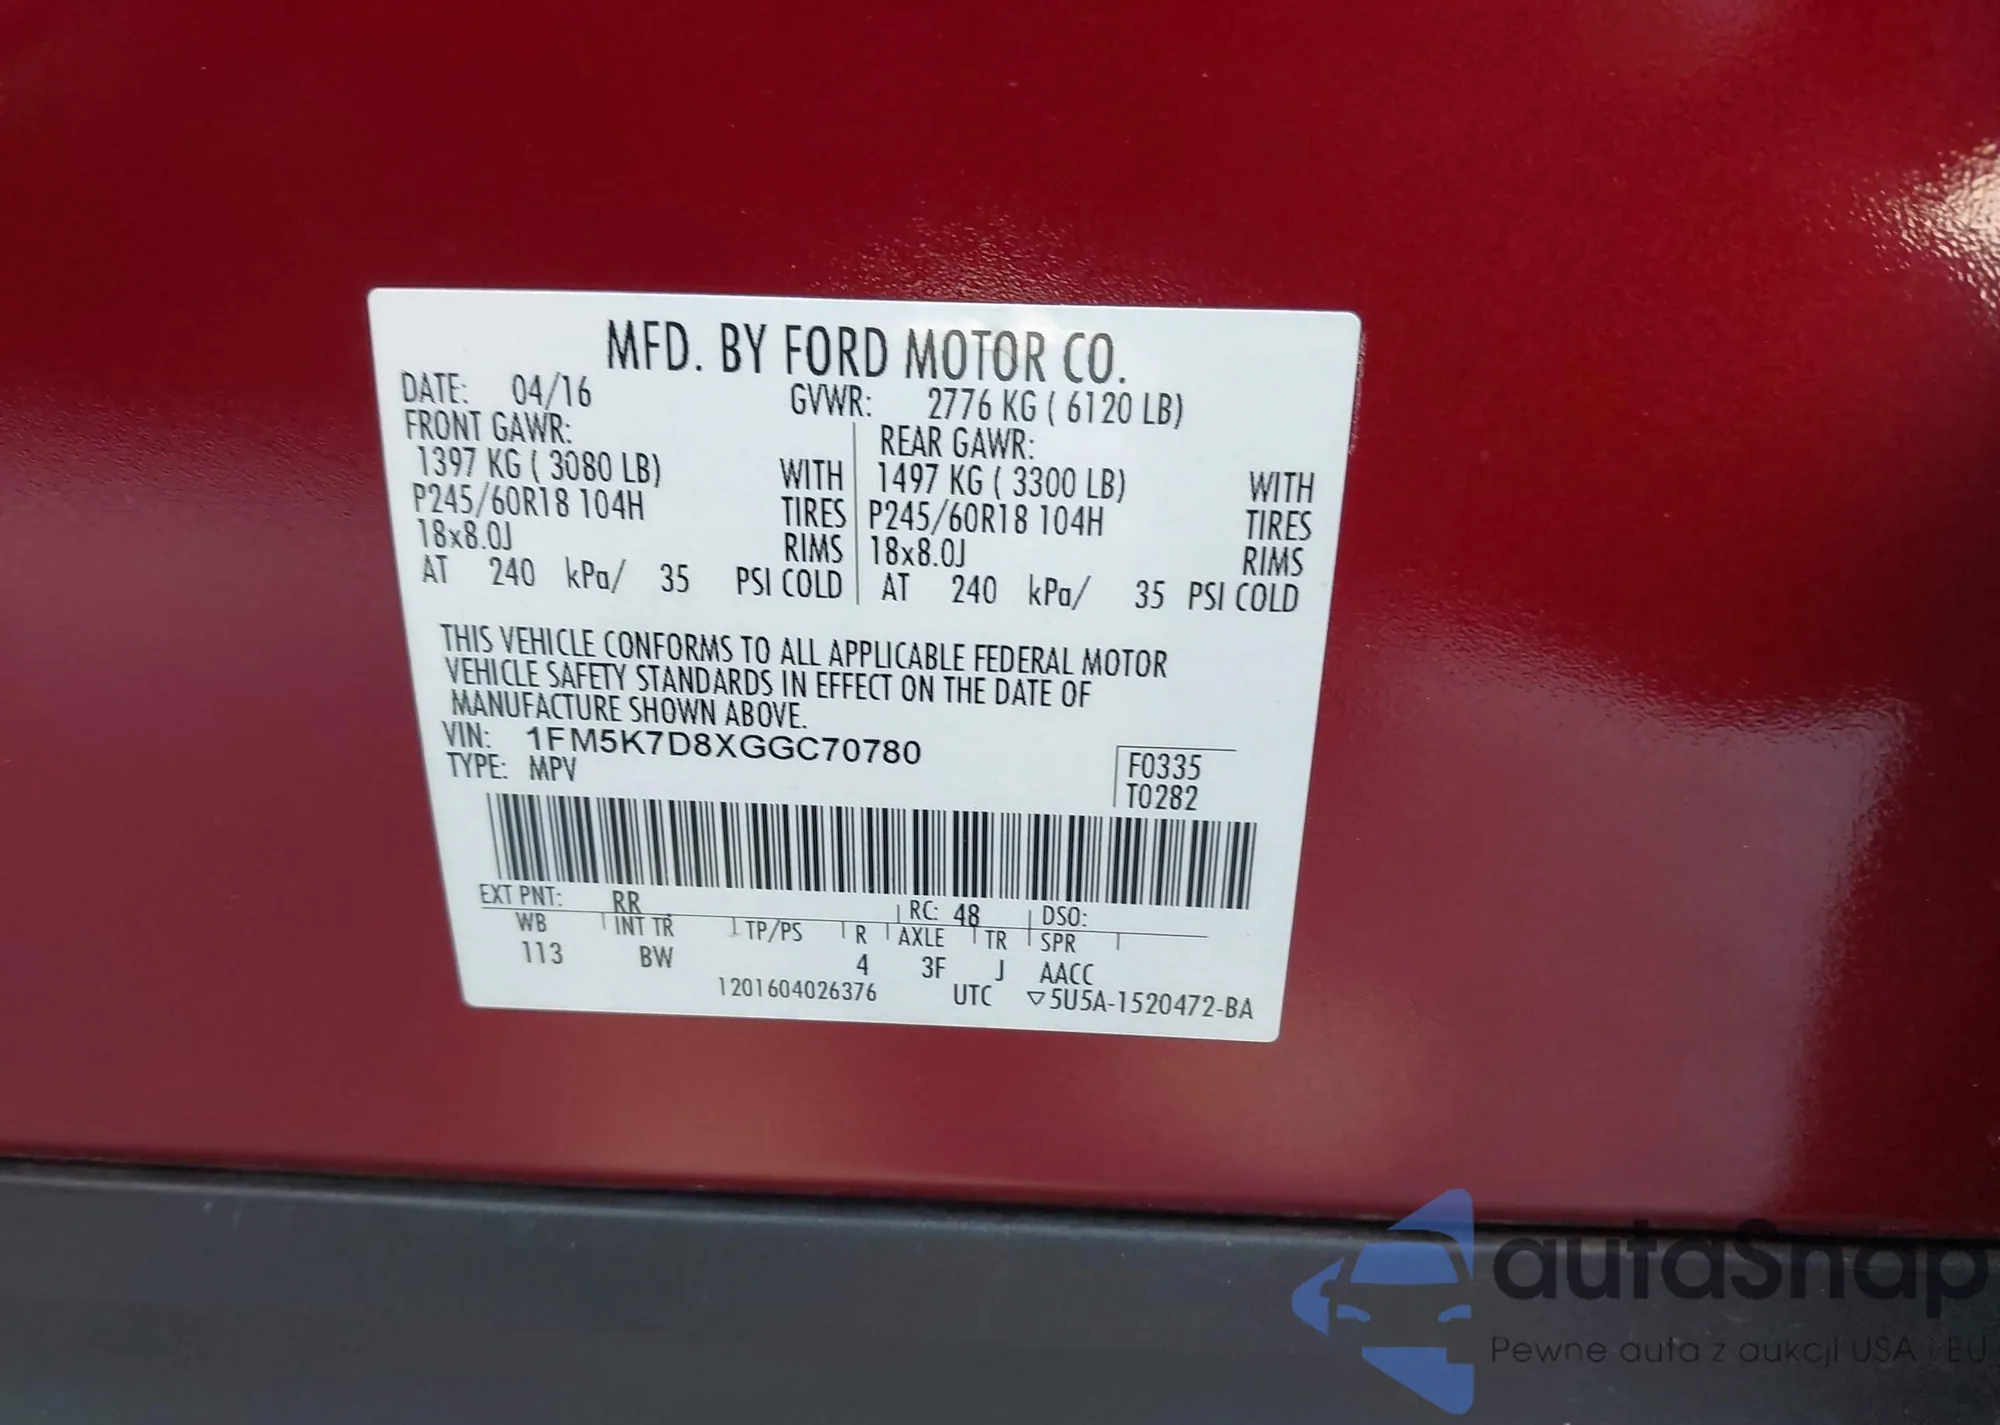 MFD. BY FORD MOTOR CO.
DATE: 04/16 GVWR: 2776 KG ( 6120 LB)
FRONT GAWR: REAR GAWR:
1397 KG ( 3080 LB) WITH 1497 KG ( 3300 LB) WITH
P245/60R18 104H TIRES P245/60R18 104H TIRES
18x8.0J RIMS 18x8.0J RIMS
AT 240 kPa/ 35 PSI COLD AT 240 kPa/ 35 PSI COLD
THIS VEHICLE CONFORMS TO ALL APPLICABLE FEDERAL MOTOR
VEHICLE SAFETY STANDARDS IN EFFECT ON THE DATE OF
MANUFACTURE SHOWN ABOVE.
VIN: 1FM5K7D8XGGC70780
TYPE: MPV
F0335
T0282
EXT PNT: RR RC: 48 DSO:
WB INT TR TP/PS R AXLE TR SPR
113 BW 4 3F J AACC
1201604026376 UTC ▽5U5A-1520472-BA
autaSnap
Pewne auta z aukcji USA i EU